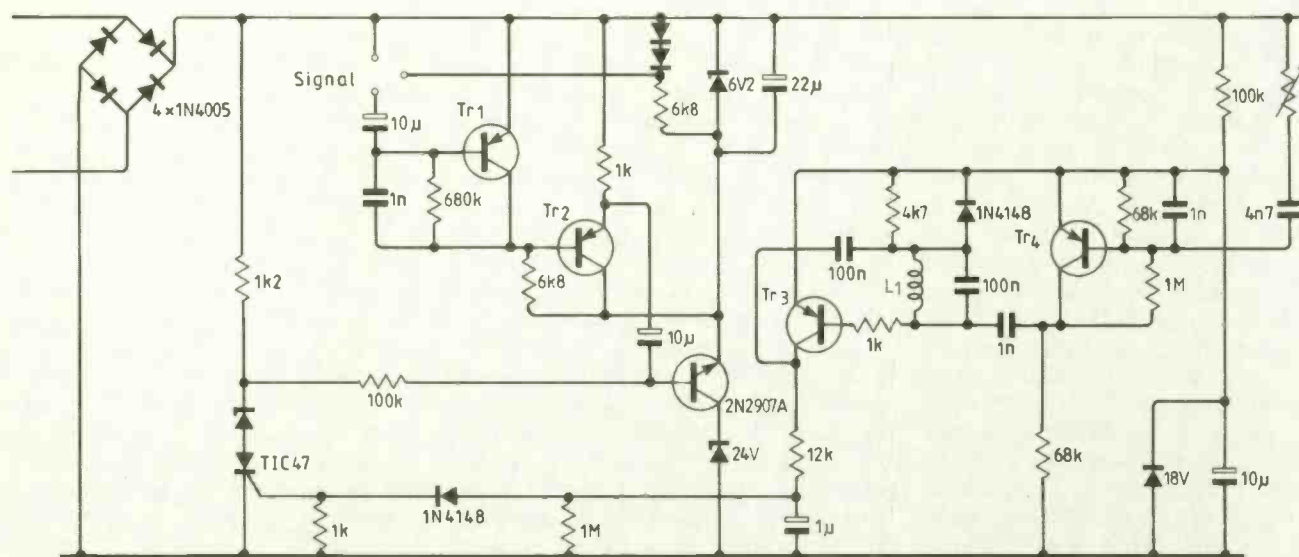 4 x 1N4005
Signal
10μ
1n
680k
Tr1
Tr2
1k
6k8
6k8
6V2
22μ
100k
1k2
10μ
100k
2N2907A
24V
TIC47
1k
1N4148
1M
1μ
12k
Tr3
100n
4k7
1N4148
L1
100n
1k
1n
Tr4
68k
1n
4n7
1M
68k
18V
10μ